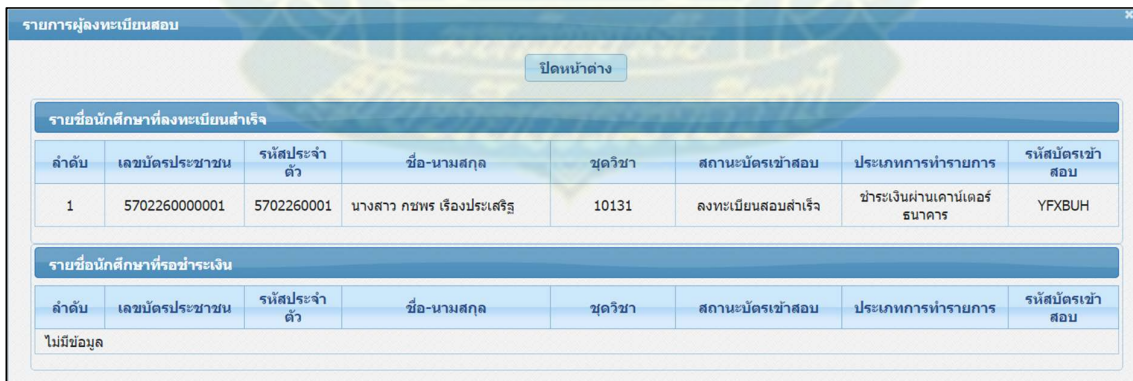 รายการผู้ลงทะเบียนสอบ
ปิดหน้าต่าง
รายชื่อนักศึกษาที่ลงทะเบียนสำเร็จ
ลำดับ เลขบัตรประชาชน รหัสประจำตัว ชื่อ-นามสกุล ชุดวิชา สถานะบัตรเข้าสอบ ประเภทการทำรายการ รหัสบัตรเข้าสอบ
1 5702260000001 5702260001 นางสาว กชพร เรืองประเสริฐ 10131 ลงทะเบียนสอบสำเร็จ ชำระเงินผ่านเคาน์เตอร์ธนาคาร YFXBUH
รายชื่อนักศึกษาที่รอชำระเงิน
ลำดับ เลขบัตรประชาชน รหัสประจำตัว ชื่อ-นามสกุล ชุดวิชา สถานะบัตรเข้าสอบ ประเภทการทำรายการ รหัสบัตรเข้าสอบ
ไม่มีข้อมูล